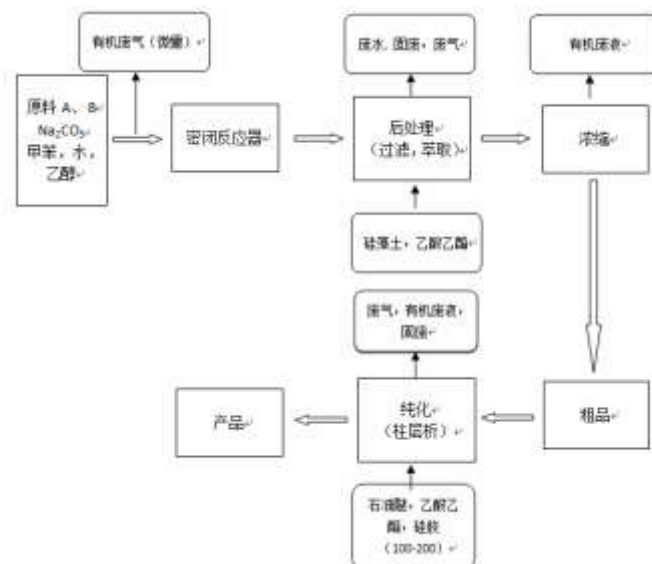 有机废气（微量）
废水，固废，废气
有机废液
原料 A、B
Na₂CO₃
甲苯，水，
乙醇
密闭反应器
后处理
（过滤，萃取）
浓缩
硅藻土，乙酸乙酯
废气，有机废液，
固废
产品
纯化
（柱层析）
粗品
石油醚，乙酸乙
酯，硅胶
（100-200）